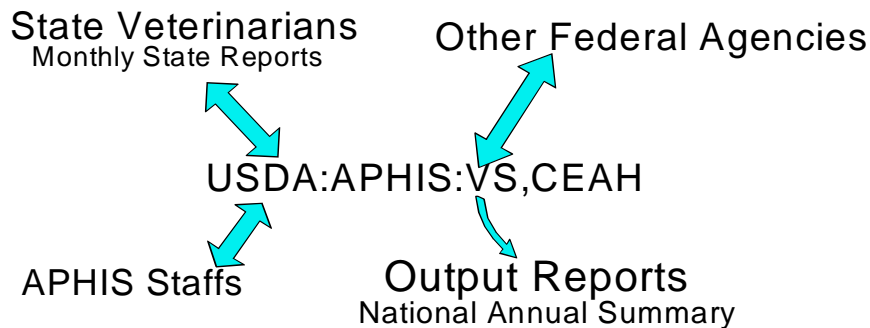 State Veterinarians
Monthly State Reports
Other Federal Agencies
USDA:APHIS:VS,CEAH
APHIS Staffs
Output Reports
National Annual Summary